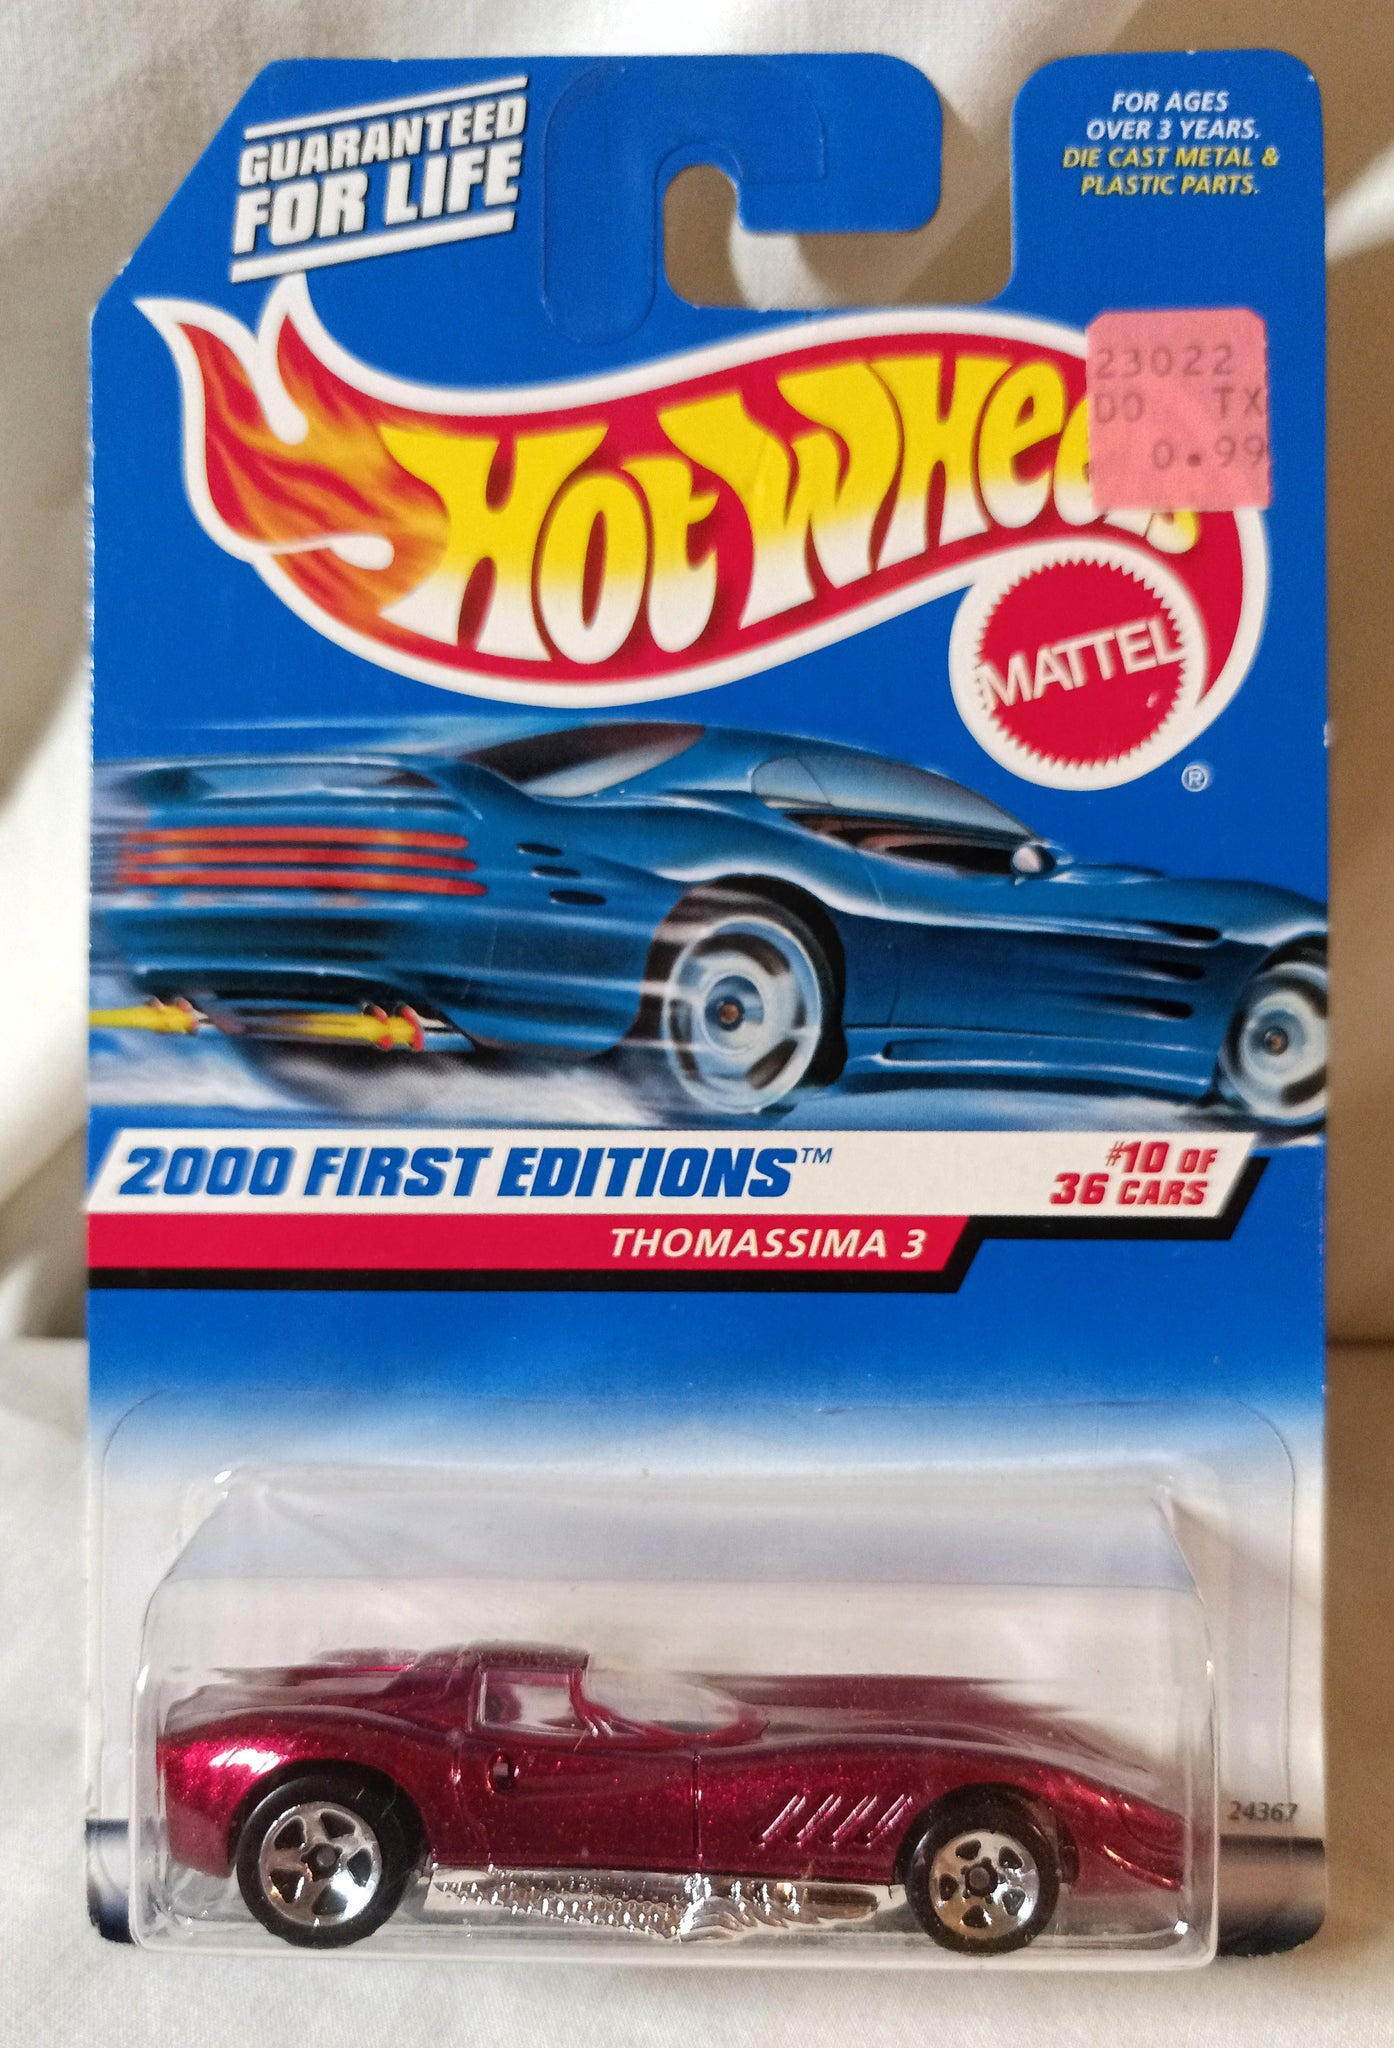 GUARANTEED
FOR LIFE
FOR AGES
OVER 3 YEARS.
DIE CAST METAL &
PLASTIC PARTS.
HOT WHEELS
23022
DO TX
0.99
MATTEL
®
2000 FIRST EDITIONS™
#10 OF
36 CARS
THOMASSIMA 3
24367